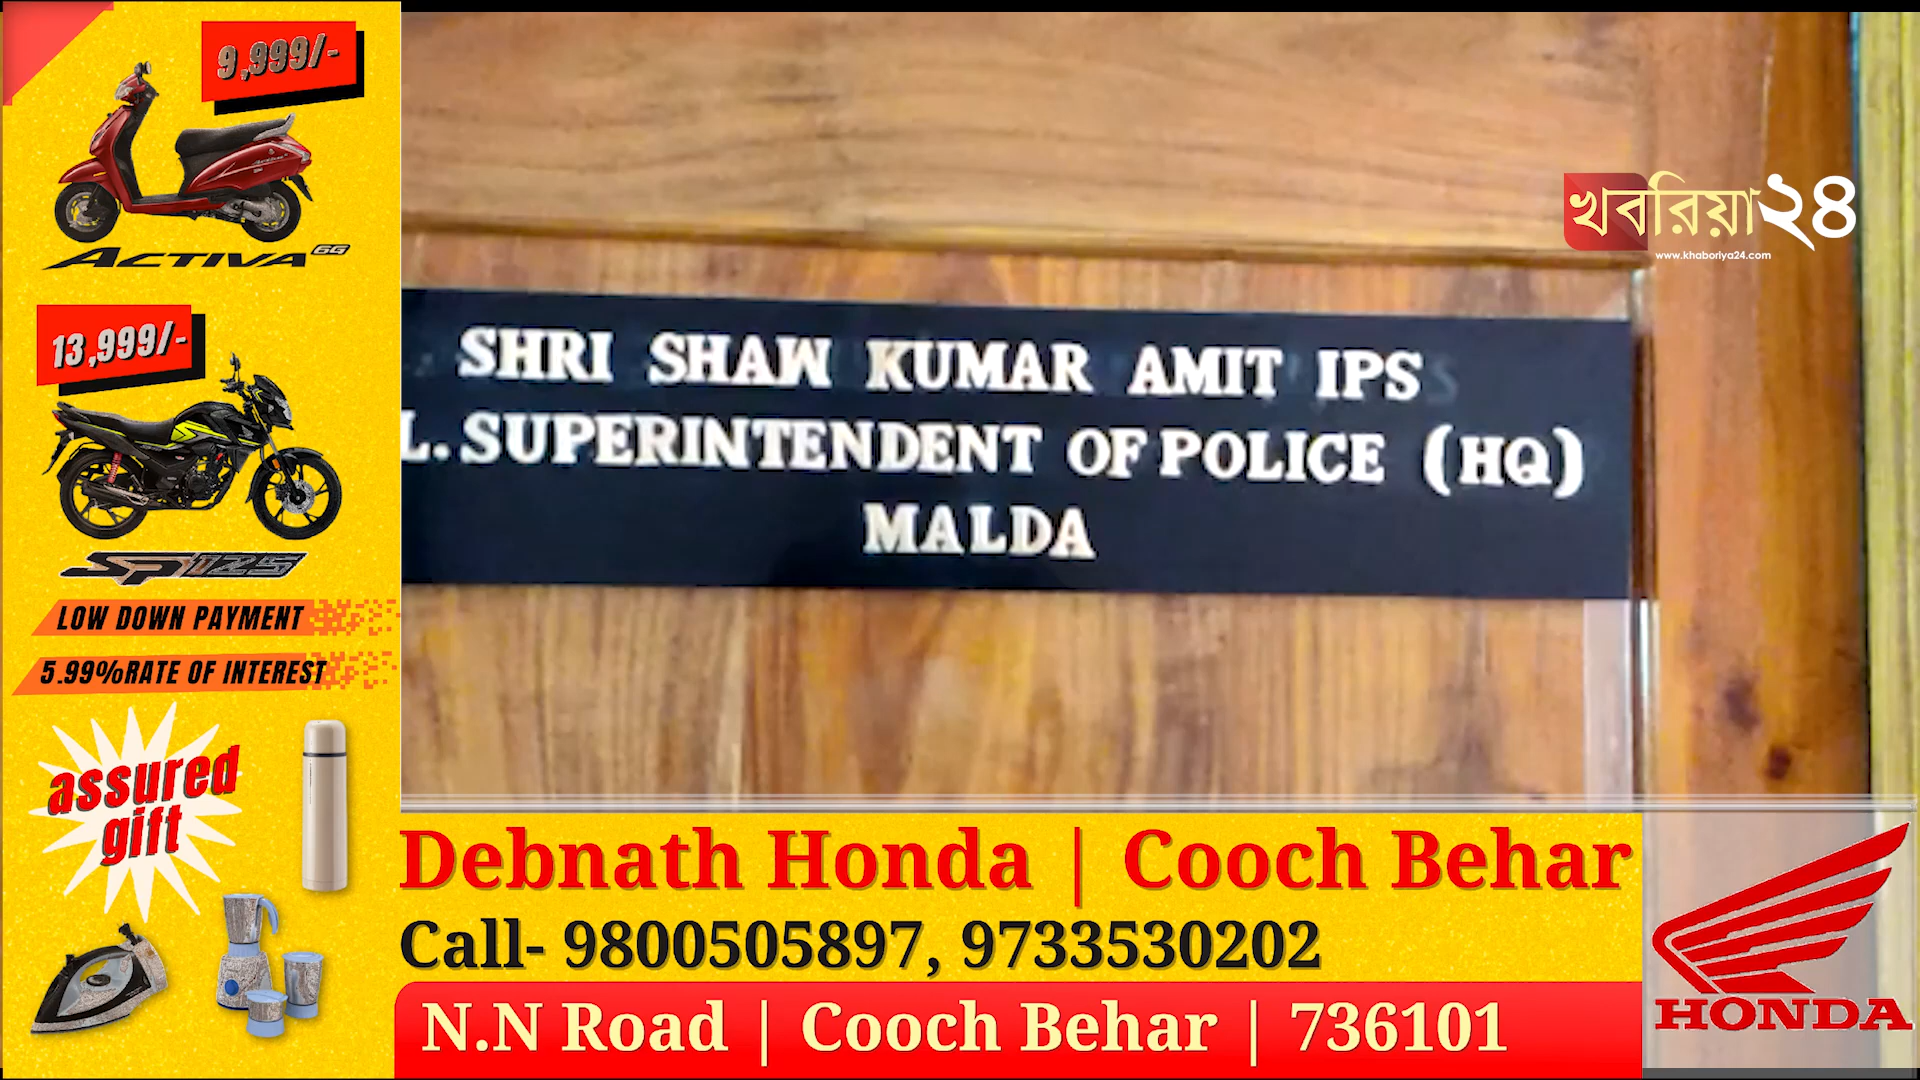 9,999/-
ACTIVA 6G
13,999/-
SP125
LOW DOWN PAYMENT
5.99%RATE OF INTEREST
assured
gift
খবরিয়া২৪
www.khaboriya24.com
SHRI SHAW KUMAR AMIT IPS
L. SUPERINTENDENT OF POLICE (HQ)
MALDA
Debnath Honda | Cooch Behar
Call- 9800505897, 9733530202
N.N Road | Cooch Behar | 736101
HONDA